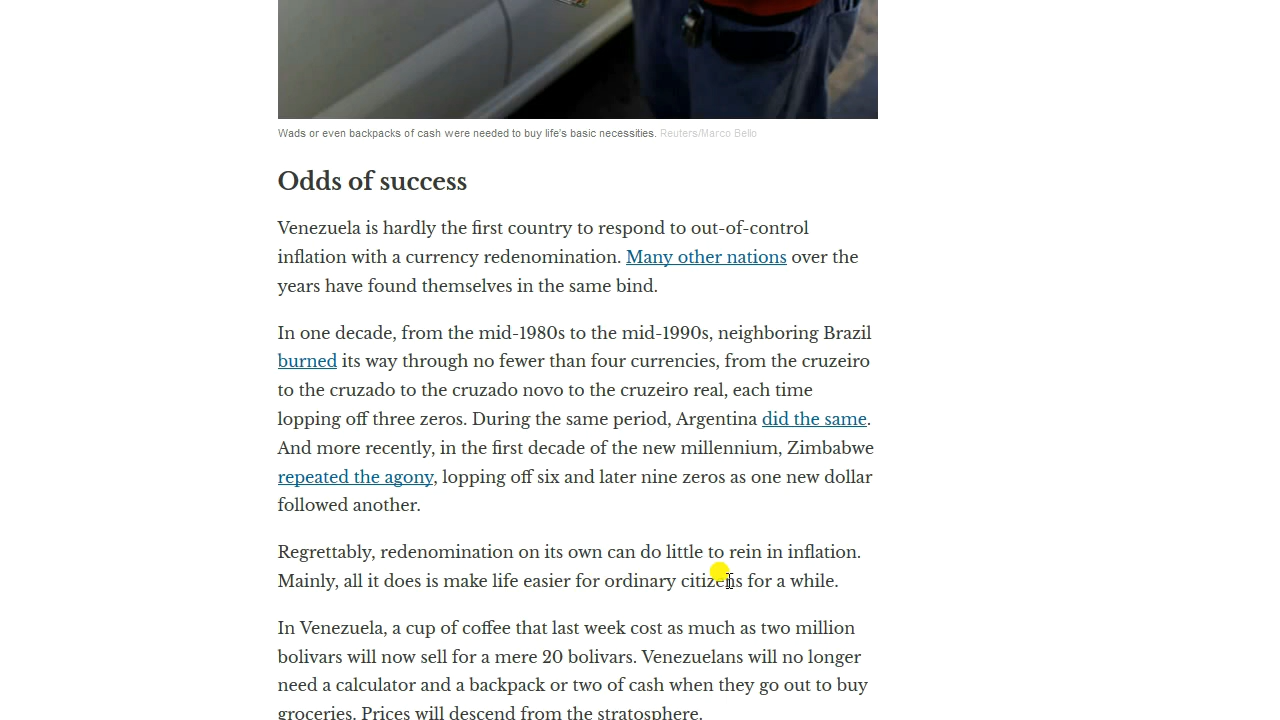 Wads or even backpacks of cash were needed to buy life's basic necessities. Reuters/Marco Bello
Odds of success
Venezuela is hardly the first country to respond to out-of-control
inflation with a currency redenomination. Many other nations over the
years have found themselves in the same bind.
In one decade, from the mid-1980s to the mid-1990s, neighboring Brazil
burned its way through no fewer than four currencies, from the cruzeiro
to the cruzado to the cruzado novo to the cruzeiro real, each time
lopping off three zeros. During the same period, Argentina did the same.
And more recently, in the first decade of the new millennium, Zimbabwe
repeated the agony, lopping off six and later nine zeros as one new dollar
followed another.
Regrettably, redenomination on its own can do little to rein in inflation.
Mainly, all it does is make life easier for ordinary citizens for a while.
In Venezuela, a cup of coffee that last week cost as much as two million
bolivars will now sell for a mere 20 bolivars. Venezuelans will no longer
need a calculator and a backpack or two of cash when they go out to buy
groceries. Prices will descend from the stratosphere.